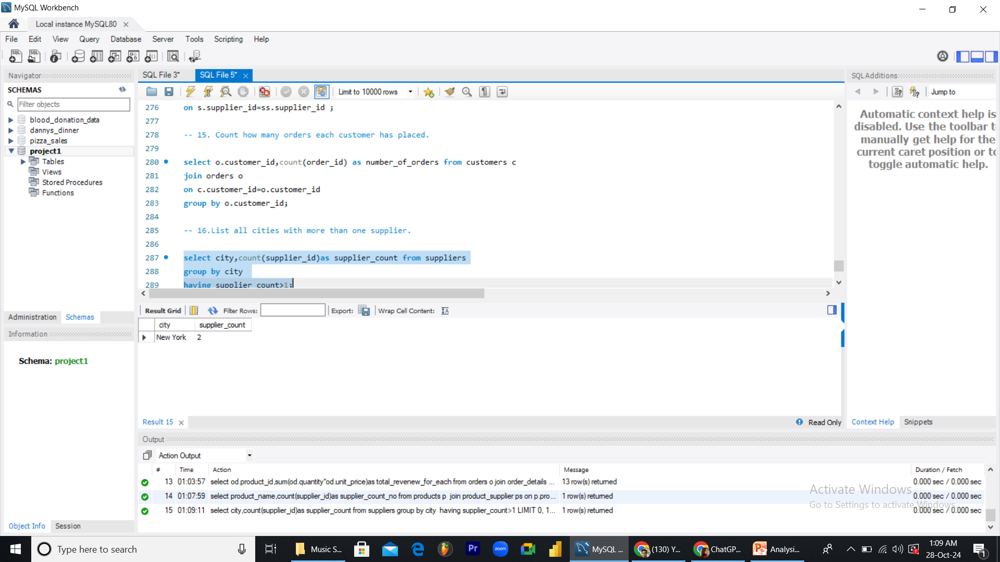 MySQL Workbench
Local instance MySQL80
File Edit View Query Database Server Tools Scripting Help
Navigator
SCHEMAS
Filter objects
blood_donation_data
dannys_dinner
pizza_sales
project1
Tables
Views
Stored Procedures
Functions
Administration Schemas
Information
Schema: project1
Object Info Session
SQL File 3* SQL File 5*
Limit to 10000 rows
276 on s.supplier_id=ss.supplier_id ;
277
278 -- 15. Count how many orders each customer has placed.
279
280 select o.customer_id,count(order_id) as number_of_orders from customers c
281 join orders o
282 on c.customer_id=o.customer_id
283 group by o.customer_id;
284
285 -- 16.List all cities with more than one supplier.
286
287 select city,count(supplier_id)as supplier_count from suppliers
288 group by city
289 having supplier_count>1;
Result Grid Filter Rows: Export: Wrap Cell Content:
city supplier_count
New York 2
Result 15 Read Only
SQLAdditions
Jump to
Automatic context help is
disabled. Use the toolbar t
manually get help for the
current caret position or to
toggle automatic help.
Context Help Snippets
Output
Action Output
# Time Action Message Duration / Fetch
13 01:03:57 select od.product_id,sum(od.quantity*od.unit_price)as total_revenew_for_each from orders o join order_details ... 13 row(s) returned 0.000 sec / 0.000 sec
14 01:07:59 select product_name,count(supplier_id)as supplier_count_no from products p join product_supplier ps on p.pro... 1 row(s) returned 0.000 sec / 0.000 sec
15 01:09:11 select city,count(supplier_id)as supplier_count from suppliers group by city having supplier_count>1 LIMIT 0, 1... 1 row(s) returned 0.000 sec / 0.000 sec
Activate Windows
Go to Settings to activate Windows.
Type here to search
Music S...
Pr
zoom
MySQL ...
(130) Y...
ChatGP...
Analysi...
1:09 AM
28-Oct-24
1